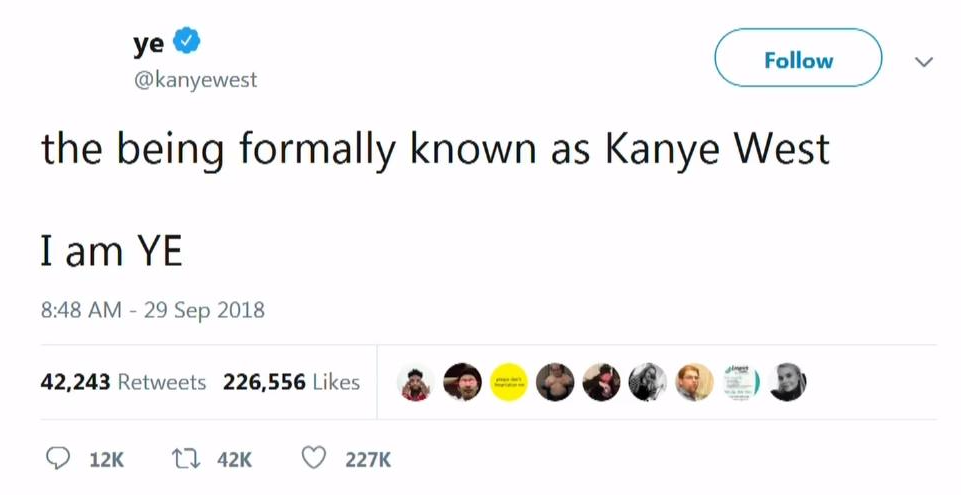 ye
@kanyewest
Follow
the being formally known as Kanye West
I am YE
8:48 AM - 29 Sep 2018
42,243 Retweets 226,556 Likes
12K 42K 227K